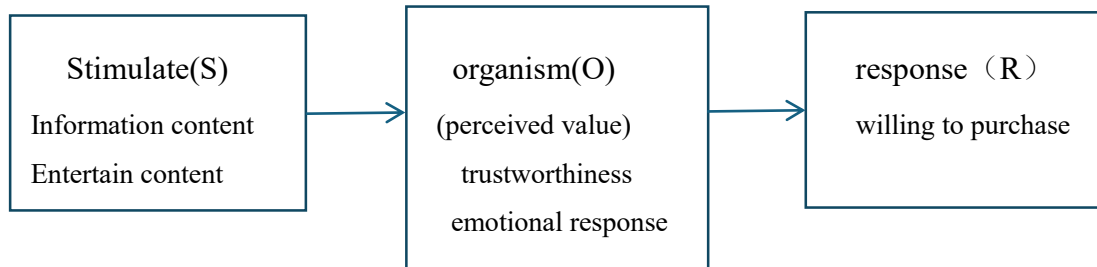 Stimulate(S)
Information content
Entertain content
organism(O)
(perceived value)
trustworthiness
emotional response
response（R）
willing to purchase